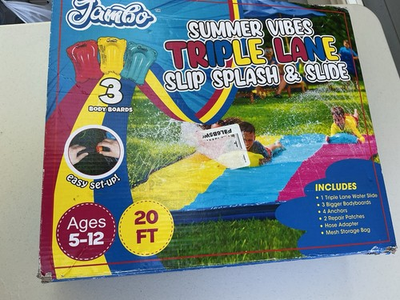 Jambo
SUMMER VIBES
TRIPLE LANE
SLIP SPLASH & SLIDE
3
BODY BOARDS
easy set-up!
Ages
5-12
20
FT
INCLUDES
• 1 Triple Lane Water Slide
• 3 Bigger Bodyboards
• 4 Anchors
• 2 Repair Patches
• Hose Adapter
• Mesh Storage Bag